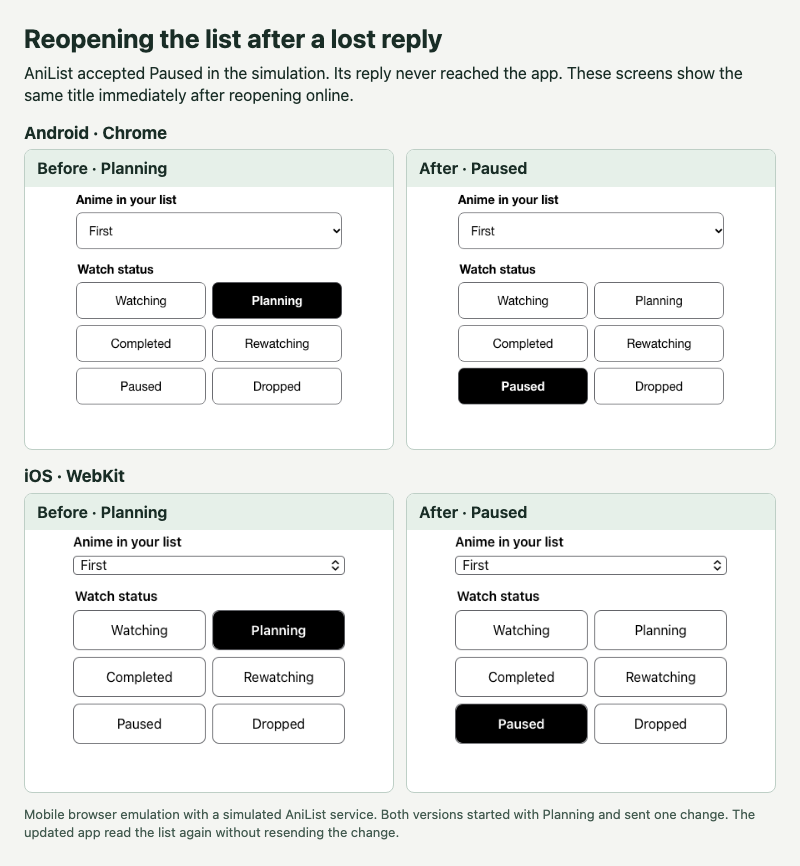 Reopening the list after a lost reply
AniList accepted Paused in the simulation. Its reply never reached the app. These screens show the
same title immediately after reopening online.
Android · Chrome
Before · Planning
Anime in your list
First
Watch status
Watching
Planning
Completed
Rewatching
Paused
Dropped
After · Paused
Anime in your list
First
Watch status
Watching
Planning
Completed
Rewatching
Paused
Dropped
iOS · WebKit
Before · Planning
Anime in your list
First
Watch status
Watching
Planning
Completed
Rewatching
Paused
Dropped
After · Paused
Anime in your list
First
Watch status
Watching
Planning
Completed
Rewatching
Paused
Dropped
Mobile browser emulation with a simulated AniList service. Both versions started with Planning and sent one change. The
updated app read the list again without resending the change.